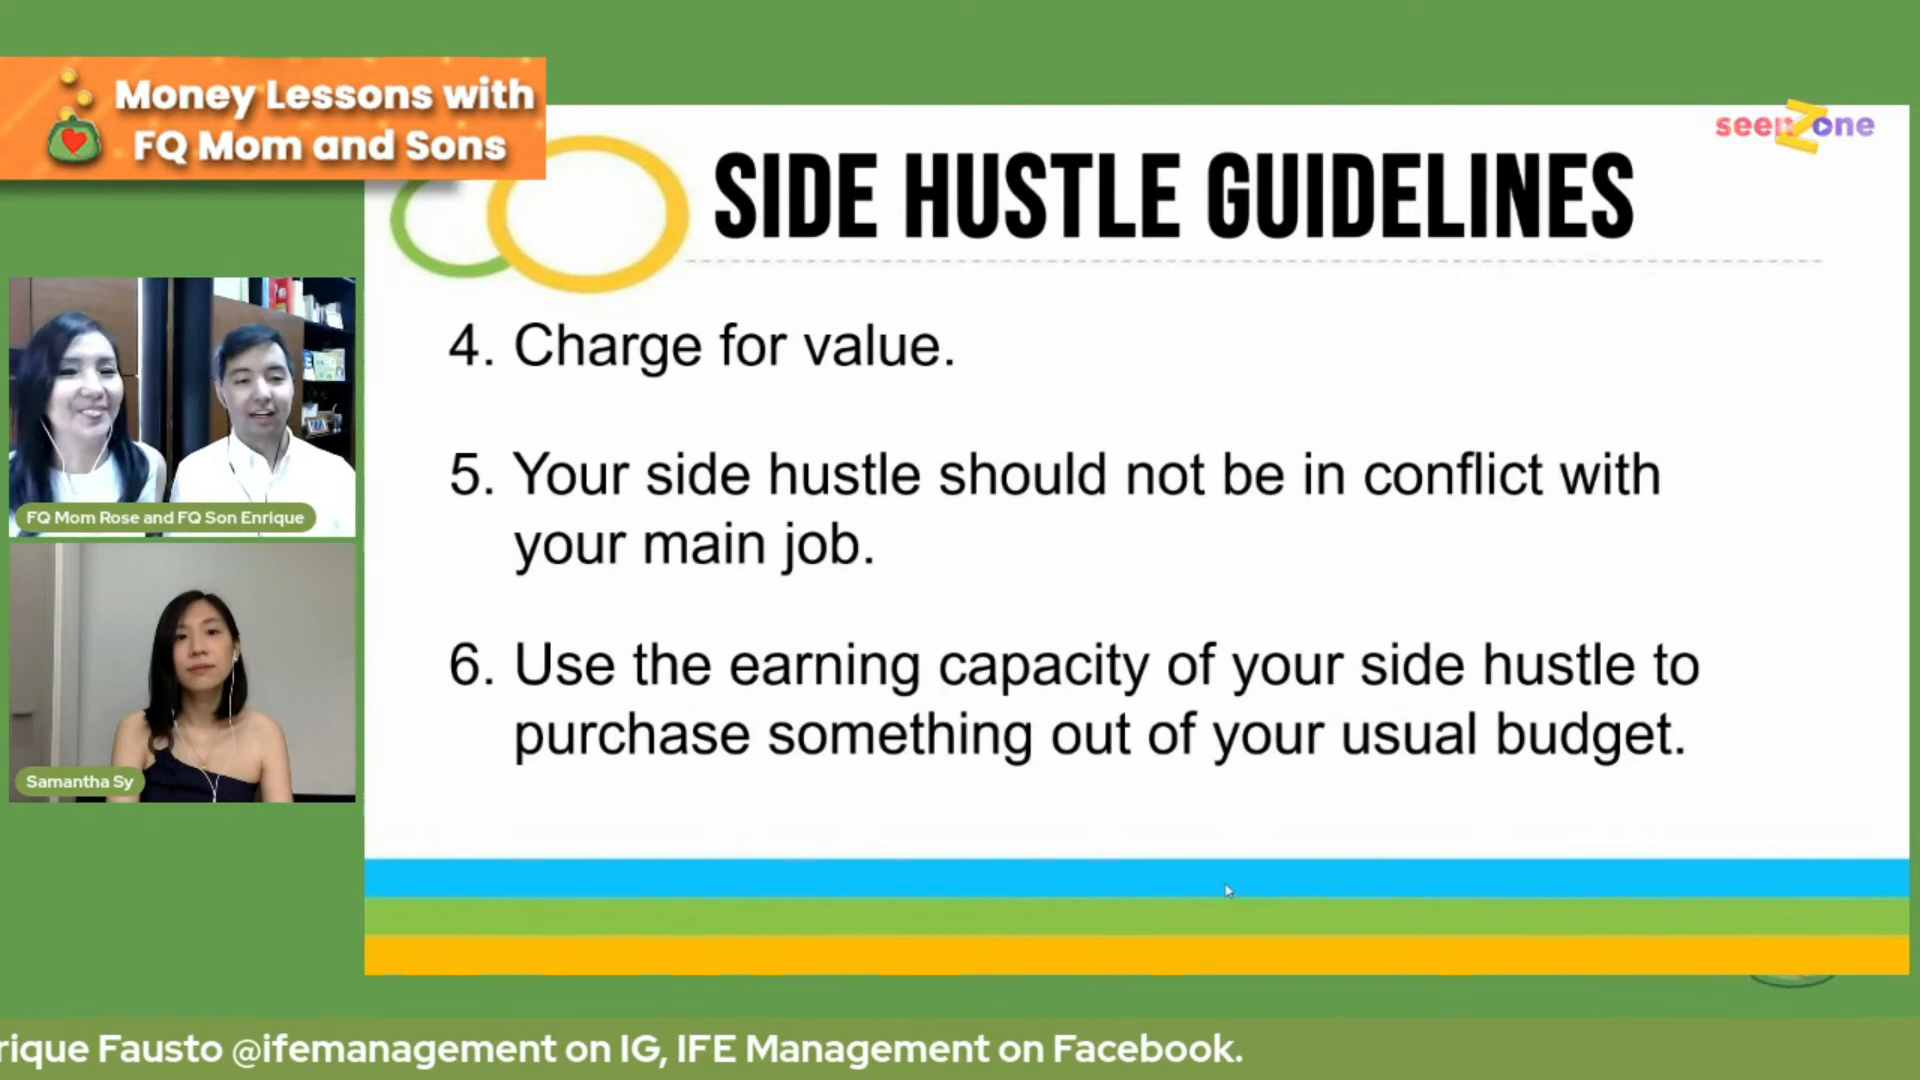 Money Lessons with
FQ Mom and Sons
seenZone
SIDE HUSTLE GUIDELINES
4. Charge for value.
5. Your side hustle should not be in conflict with
your main job.
6. Use the earning capacity of your side hustle to
purchase something out of your usual budget.
FQ Mom Rose and FQ Son Enrique
Samantha Sy
rique Fausto @ifemanagement on IG, IFE Management on Facebook.